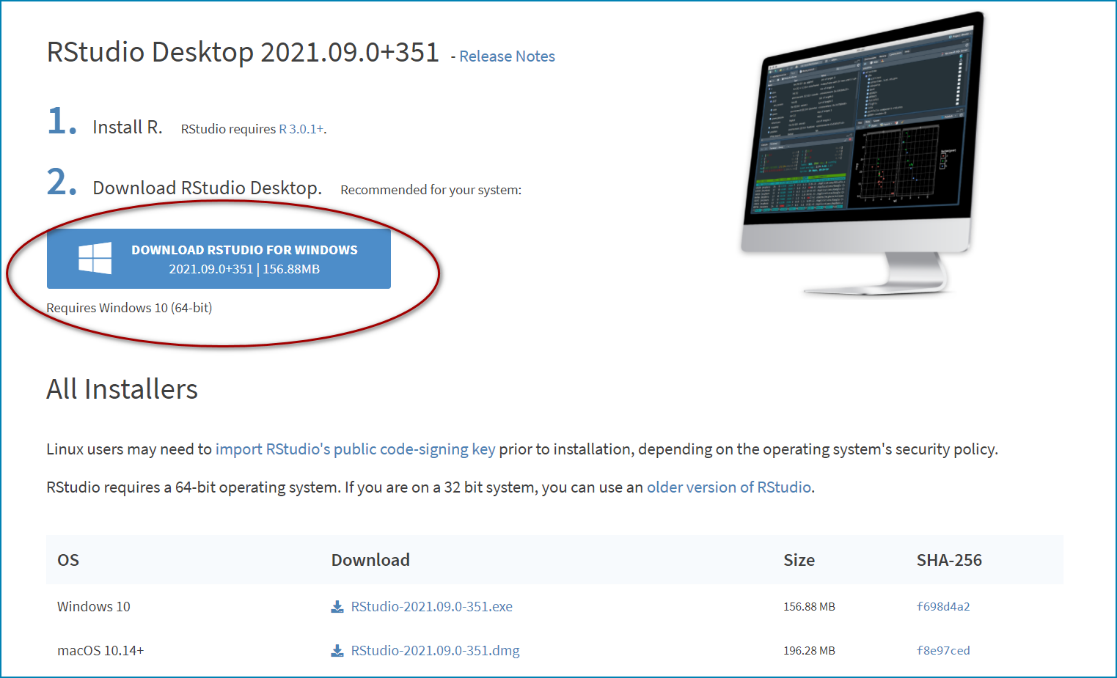 RStudio Desktop 2021.09.0+351 - Release Notes
1. Install R. RStudio requires R 3.0.1+.
2. Download RStudio Desktop. Recommended for your system:
DOWNLOAD RSTUDIO FOR WINDOWS
2021.09.0+351 | 156.88MB
Requires Windows 10 (64-bit)
All Installers
Linux users may need to import RStudio's public code-signing key prior to installation, depending on the operating system's security policy.
RStudio requires a 64-bit operating system. If you are on a 32 bit system, you can use an older version of RStudio.
OS Download Size SHA-256
Windows 10 RStudio-2021.09.0-351.exe 156.88 MB f698d4a2
macOS 10.14+ RStudio-2021.09.0-351.dmg 196.28 MB f8e97ced